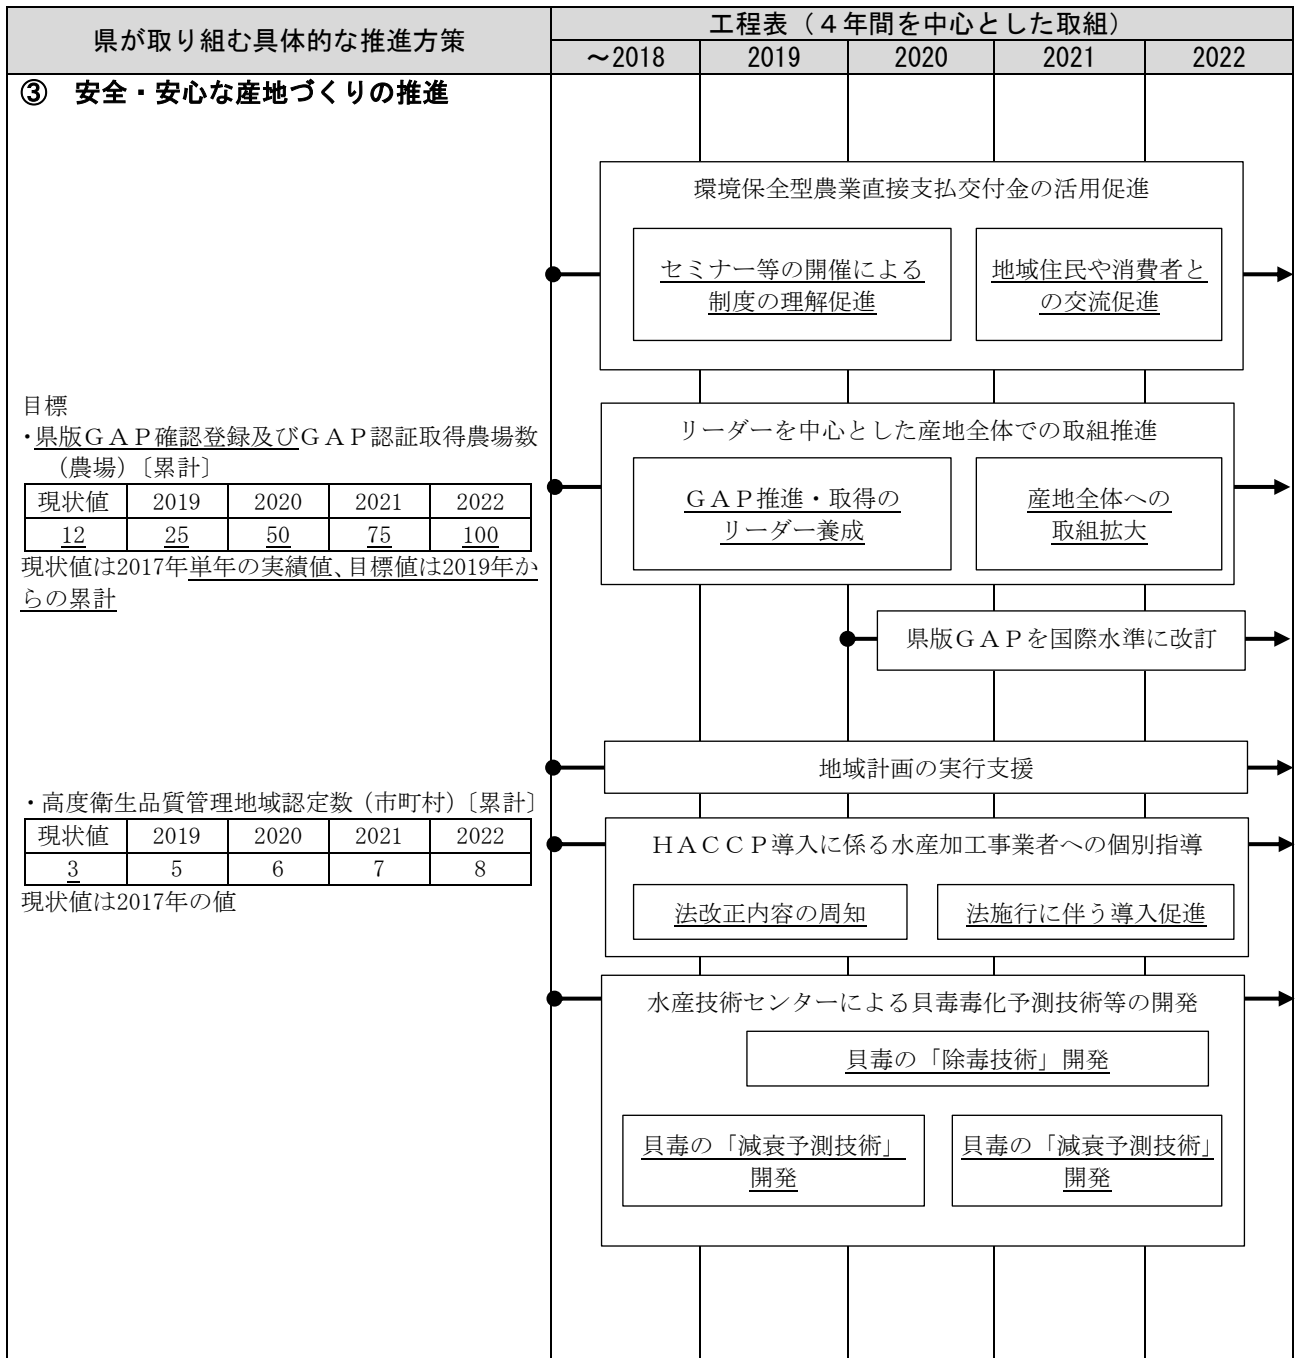 県が取り組む具体的な推進方策
工程表（４年間を中心とした取組）
～2018 2019 2020 2021 2022
③　安全・安心な産地づくりの推進
環境保全型農業直接支払交付金の活用促進
セミナー等の開催による
制度の理解促進
地域住民や消費者と
の交流促進
目標
・県版ＧＡＰ確認登録及びＧＡＰ認証取得農場数
（農場）〔累計〕
現状値 2019 2020 2021 2022
12 25 50 75 100
現状値は2017年単年の実績値、目標値は2019年か
らの累計
リーダーを中心とした産地全体での取組推進
ＧＡＰ推進・取得の
リーダー養成
産地全体への
取組拡大
県版ＧＡＰを国際水準に改訂
地域計画の実行支援
・高度衛生品質管理地域認定数（市町村）〔累計〕
現状値 2019 2020 2021 2022
3 5 6 7 8
現状値は2017年の値
ＨＡＣＣＰ導入に係る水産加工事業者への個別指導
法改正内容の周知
法施行に伴う導入促進
水産技術センターによる貝毒毒化予測技術等の開発
貝毒の「除毒技術」開発
貝毒の「減衰予測技術」
開発
貝毒の「減衰予測技術」
開発